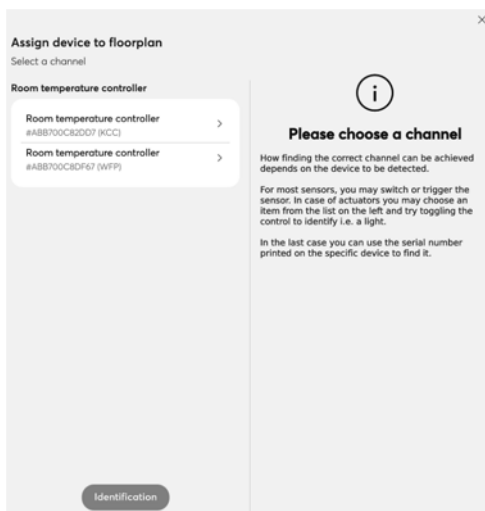 Assign device to floorplan
Select a channel
Room temperature controller
Room temperature controller
#ABB700C82DD7 (KCC)
Room temperature controller
#ABB700C8DF67 (WFP)
Identification
Please choose a channel
How finding the correct channel can be achieved
depends on the device to be detected.
For most sensors, you may switch or trigger the
sensor. In case of actuators you may choose an
item from the list on the left and try toggling the
control to identify i.e. a light.
In the last case you can use the serial number
printed on the specific device to find it.